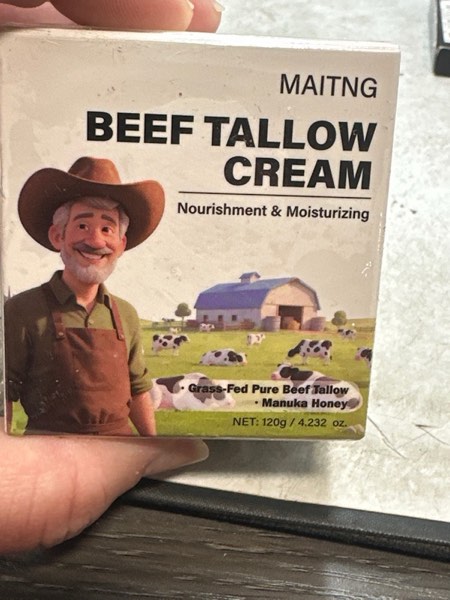 MAITNG
BEEF TALLOW
CREAM
Nourishment & Moisturizing
· Grass-Fed Pure Beef Tallow
· Manuka Honey
NET: 120g / 4.232 oz.